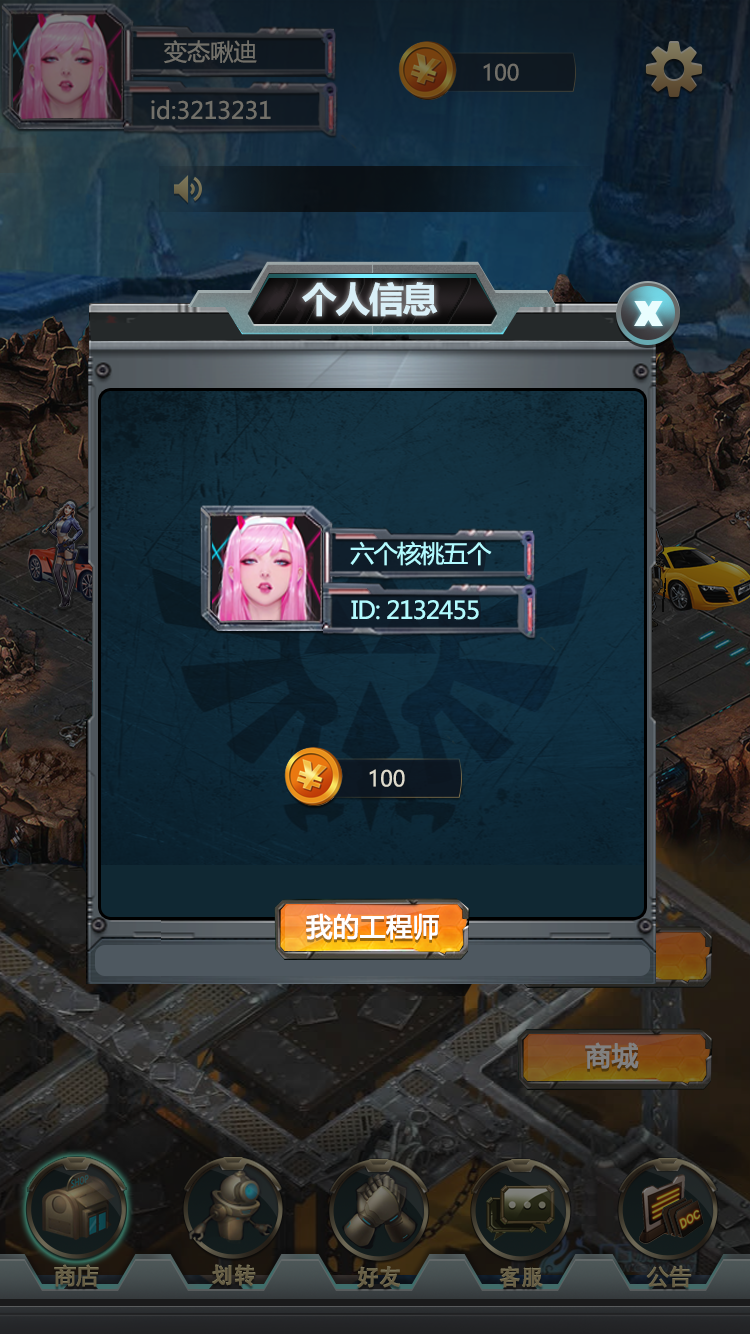 变态啾迪
100
id:3213231
个人信息
X
六个核桃五个
ID: 2132455
100
我的工程师
商城
DOC
商店
划转
好友
客服
公告